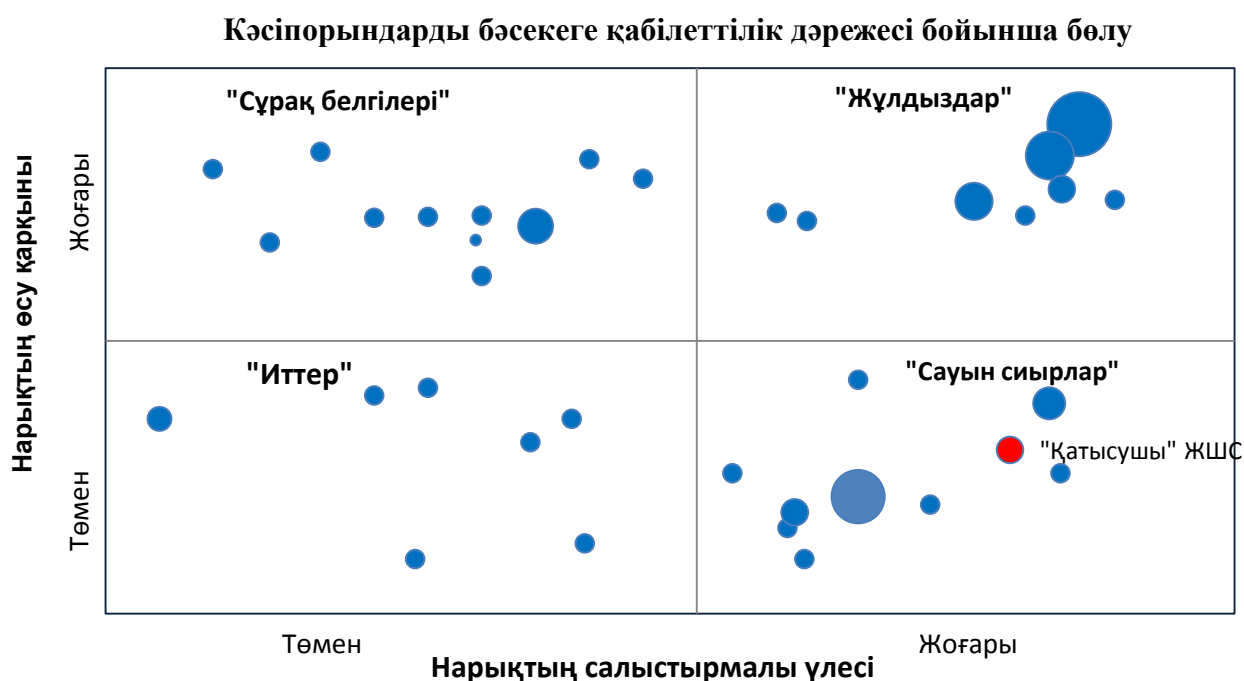 Кәсіпорындарды бәсекеге қабілеттілік дәрежесі бойынша бөлу
"Сұрақ белгілері"
"Жұлдыздар"
Нарықтың өсу қарқыны
Жоғары
"Иттер"
"Сауын сиырлар"
"Қатысушы" ЖШС
Төмен
Төмен
Жоғары
Нарықтың салыстырмалы үлесі